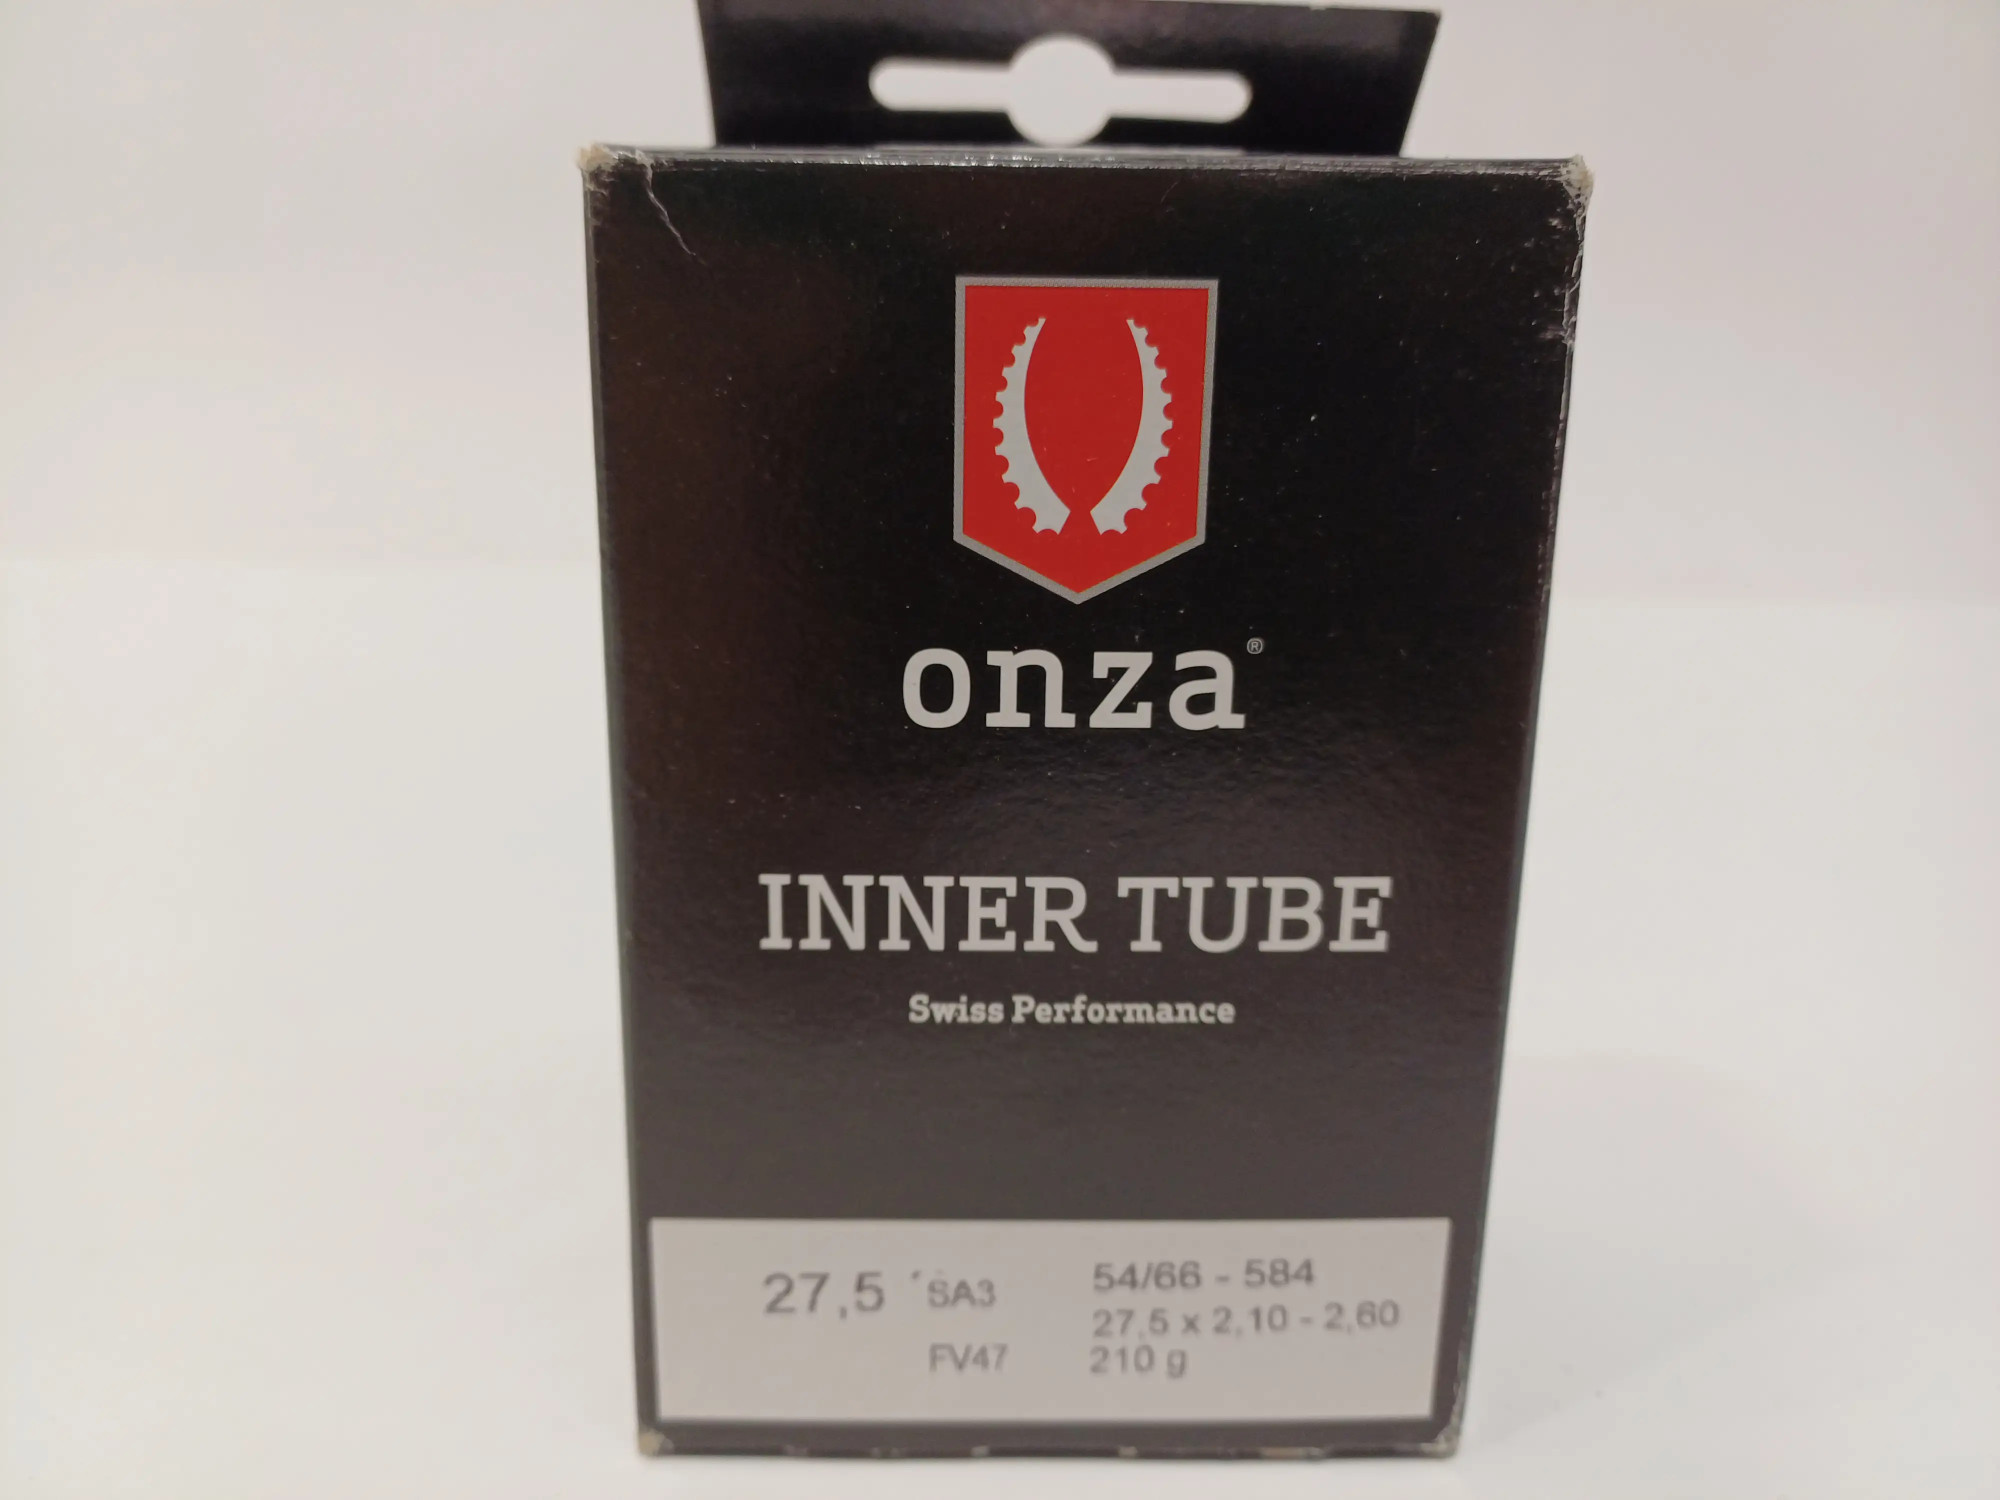 onza®
INNER TUBE
Swiss Performance
27,5 ´ SA3 54/66 - 584
27,5 x 2,10 - 2,60
FV47 210 g